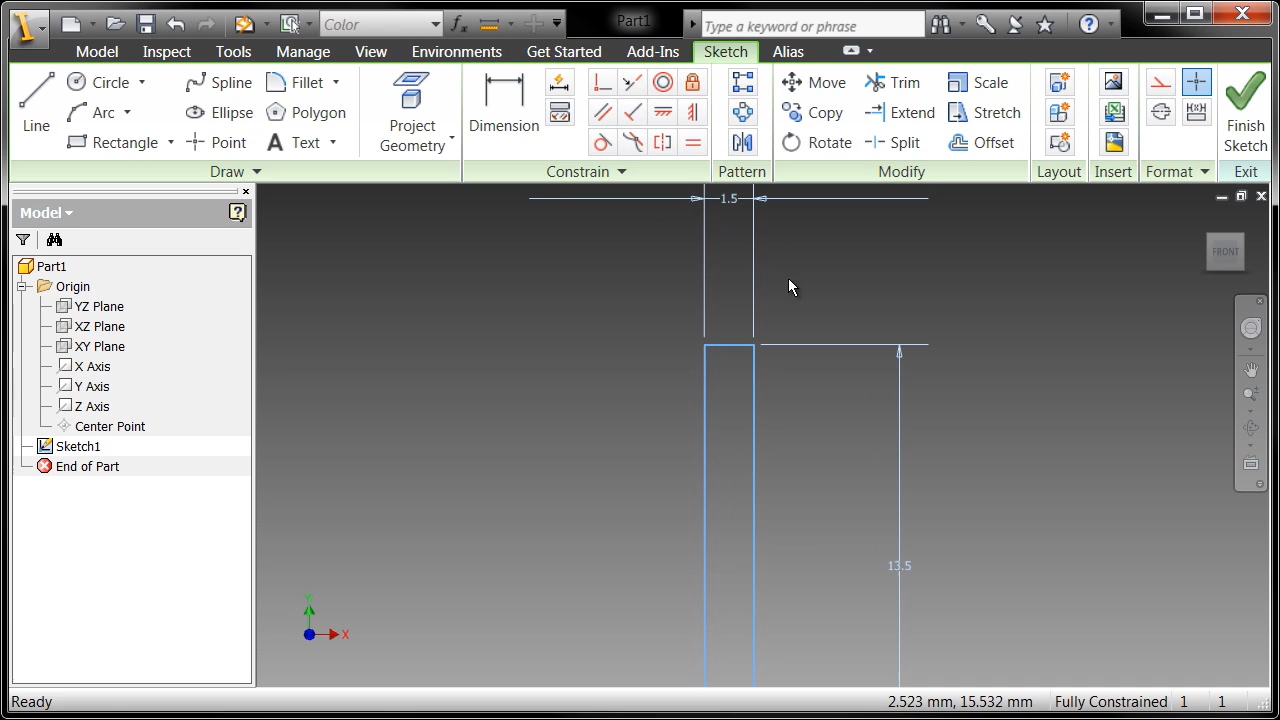 Color
Part1
Type a keyword or phrase
Model Inspect Tools Manage View Environments Get Started Add-Ins Sketch Alias
Line
Circle
Arc
Rectangle
Spline
Ellipse
Point
Fillet
Polygon
Text
Project
Geometry
Dimension
Move
Copy
Rotate
Trim
Extend
Split
Scale
Stretch
Offset
Finish
Sketch
Draw Constrain Pattern Modify Layout Insert Format Exit
Model
Part1
Origin
YZ Plane
XZ Plane
XY Plane
X Axis
Y Axis
Z Axis
Center Point
Sketch1
End of Part
1.5
FRONT
13.5
Y
X
Ready
2.523 mm, 15.532 mm Fully Constrained 1 1